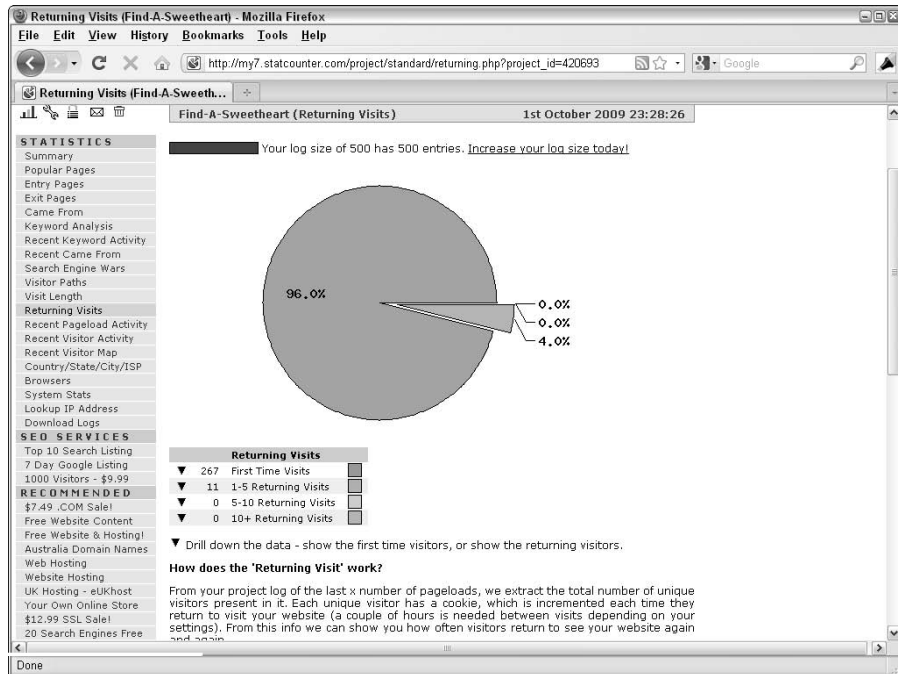 Returning Visits (Find-A-Sweetheart) - Mozilla Firefox
File Edit View History Bookmarks Tools Help
http://my7.statcounter.com/project/standard/returning.php?project_id=420693
Google
Returning Visits (Find-A-Sweeth...
Find-A-Sweetheart (Returning Visits) 1st October 2009 23:28:26
STATISTICS
Summary
Popular Pages
Entry Pages
Exit Pages
Came From
Keyword Analysis
Recent Keyword Activity
Recent Came From
Search Engine Wars
Visitor Paths
Visit Length
Returning Visits
Recent Pageload Activity
Recent Visitor Activity
Recent Visitor Map
Country/State/City/ISP
Browsers
System Stats
Lookup IP Address
Download Logs
SEO SERVICES
Top 10 Search Listing
7 Day Google Listing
1000 Visitors - $9.99
RECOMMENDED
$7.49 .COM Sale!
Free Website Content
Free Website & Hosting!
Australia Domain Names
Web Hosting
Website Hosting
UK Hosting - eUKhost
Your Own Online Store
$12.99 SSL Sale!
20 Search Engines Free
Your log size of 500 has 500 entries. Increase your log size today!
96.0%
0.0%
0.0%
4.0%
Returning Visits
267 First Time Visits
11 1-5 Returning Visits
0 5-10 Returning Visits
0 10+ Returning Visits
Drill down the data - show the first time visitors, or show the returning visitors.
How does the 'Returning Visit' work?
From your project log of the last x number of pageloads, we extract the total number of unique
visitors present in it. Each unique visitor has a cookie, which is incremented each time they
return to visit your website (a couple of hours is needed between visits depending on your
settings). From this info we can show you how often visitors return to see your website again
and again
Done